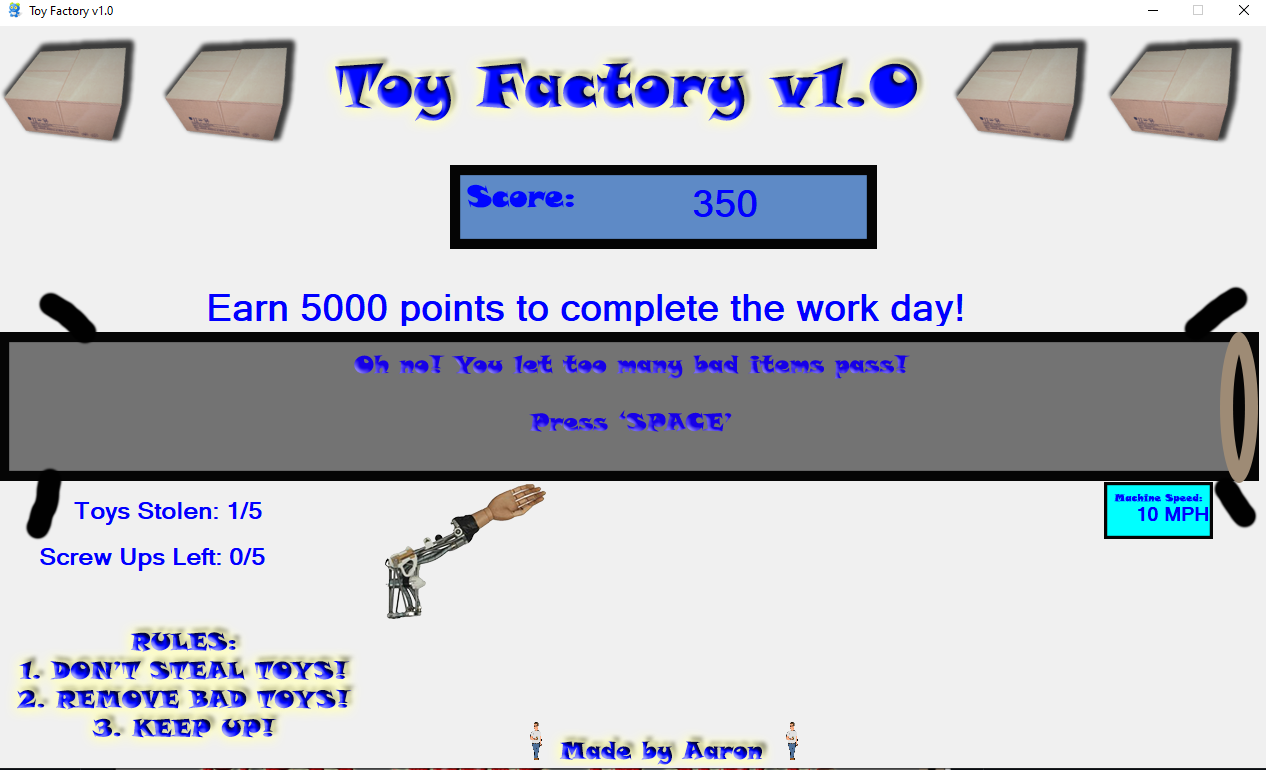 Toy Factory v1.0
Toy Factory v1.0
Score: 350
Earn 5000 points to complete the work day!
Oh no! You let too many bad items pass!
Press ‘SPACE’
Toys Stolen: 1/5
Machine Speed:
10 MPH
Screw Ups Left: 0/5
RULES:
1. DON'T STEAL TOYS!
2. REMOVE BAD TOYS!
3. KEEP UP!
Made by Aaron